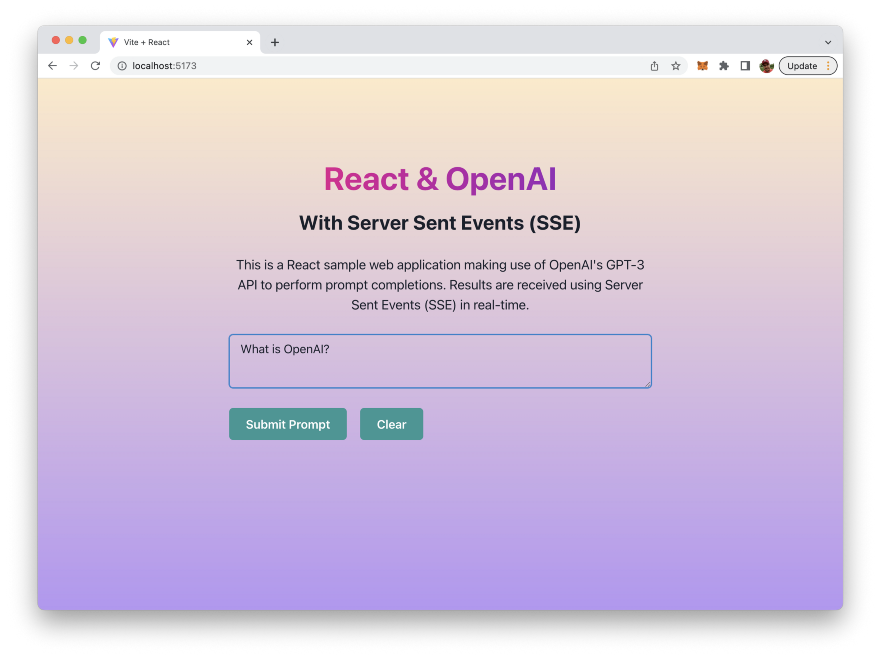 Vite + React
localhost:5173
Update
React & OpenAI
With Server Sent Events (SSE)
This is a React sample web application making use of OpenAI's GPT-3
API to perform prompt completions. Results are received using Server
Sent Events (SSE) in real-time.
What is OpenAI?
Submit Prompt
Clear